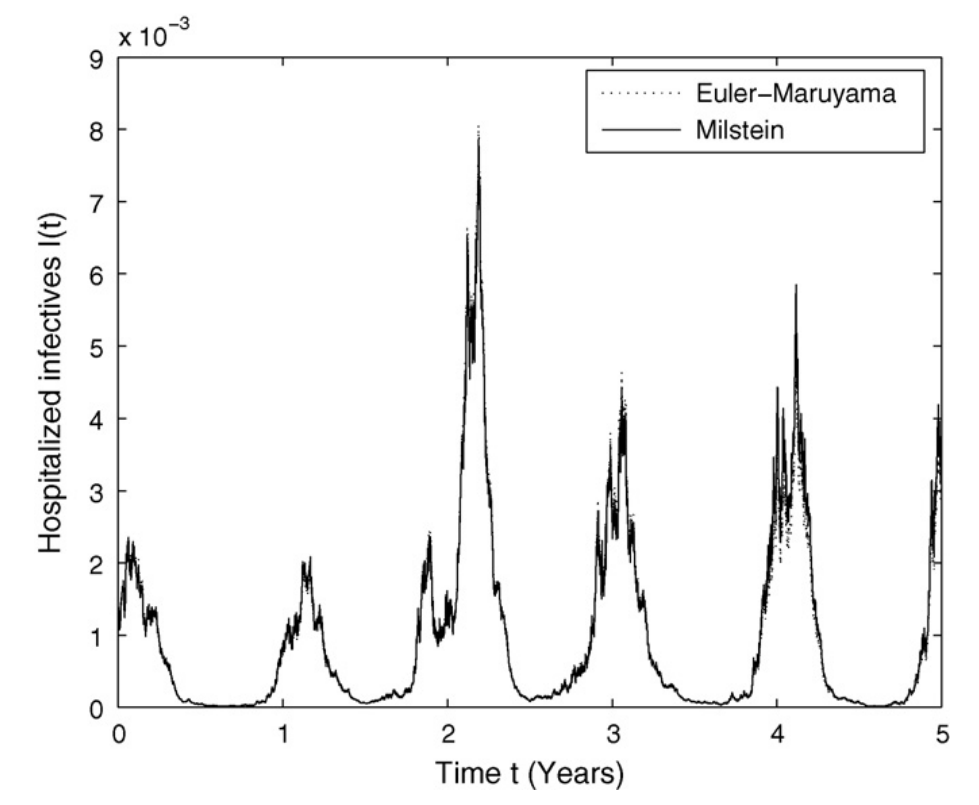 x 10⁻³
9
8
7
6
5
4
3
2
1
0
Hospitalized infectives I(t)
Euler−Maruyama
Milstein
0 1 2 3 4 5
Time t (Years)